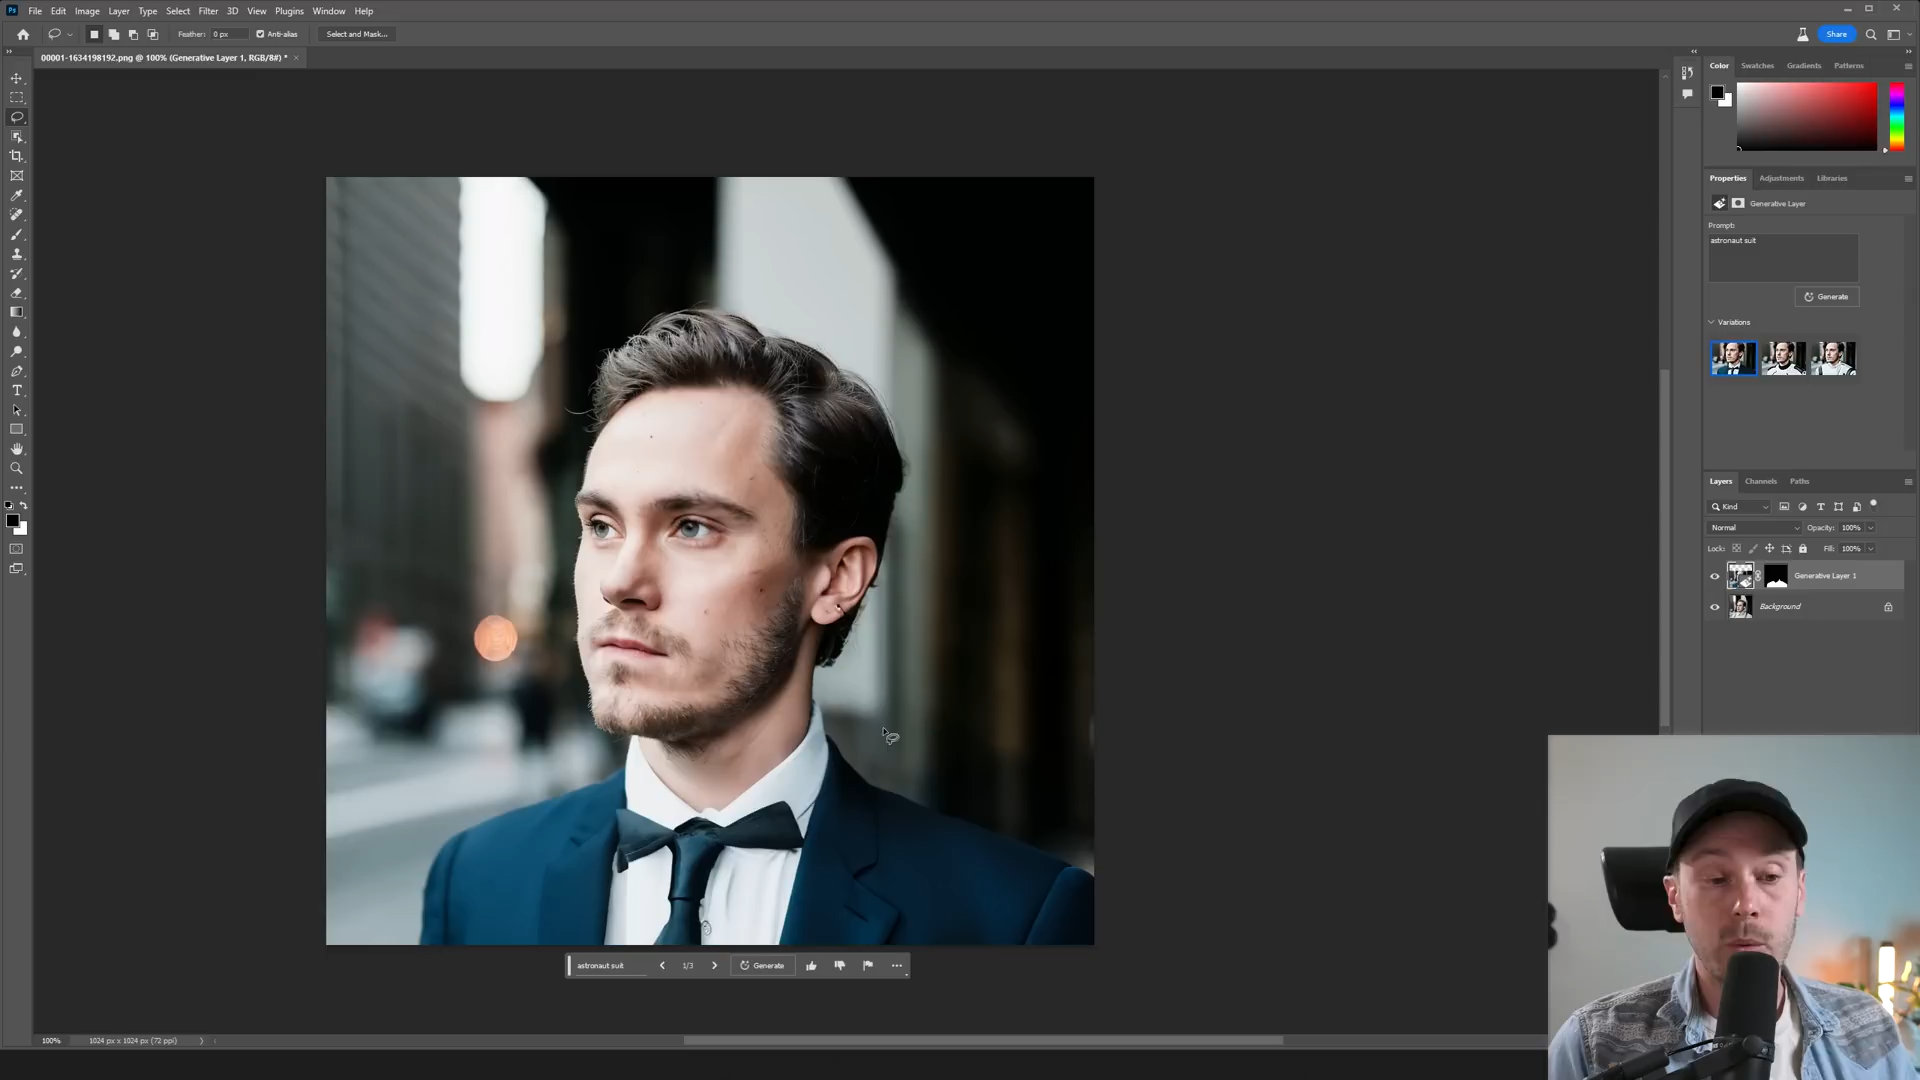 Ps File Edit Image Layer Type Select Filter 3D View Plugins Window Help
Feather: 0 px Anti-alias Select and Mask... Share
00001-1634198192.png @ 100% (Generative Layer 1, RGB/8#) * ×
Color Swatches Gradients Patterns
Properties Adjustments Libraries
Generative Layer
Prompt:
astronaut suit
Generate
Variations
Layers Channels Paths
Kind
Normal Opacity: 100%
Lock: Fill: 100%
Generative Layer 1
Background
astronaut suit 1/3 Generate
100% 1024 px x 1024 px (72 ppi)